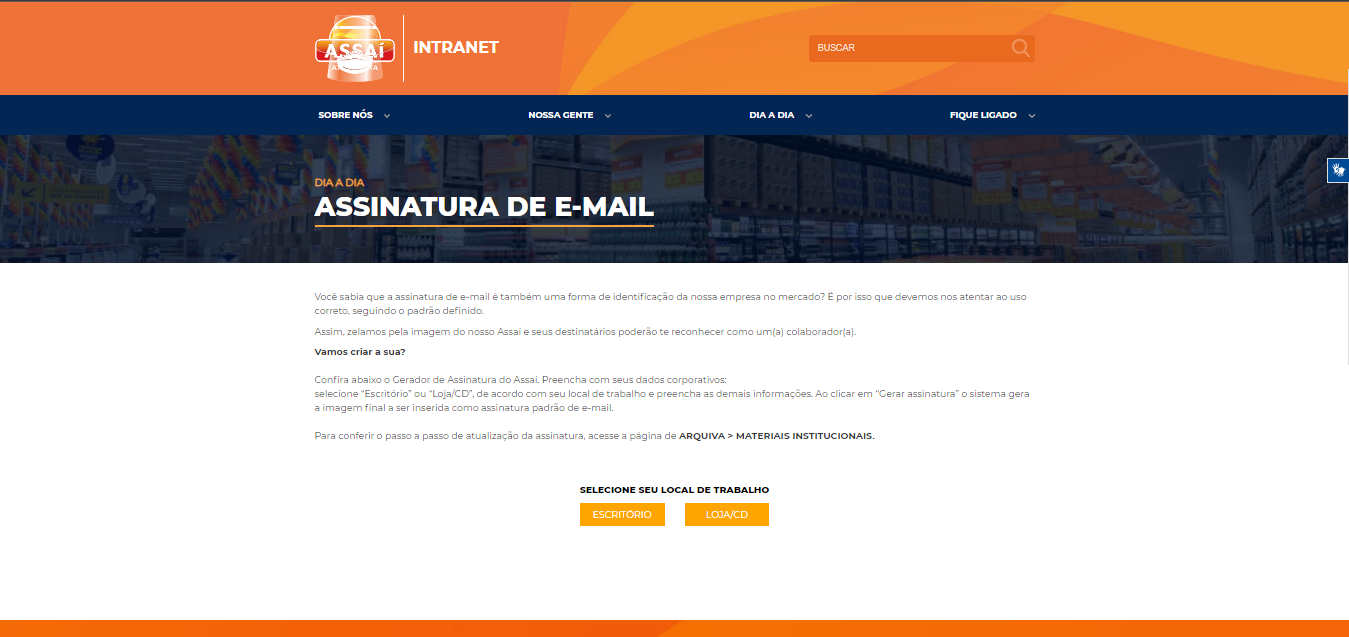 ASSAÍ
INTRANET
BUSCAR
SOBRE NÓS
NOSSA GENTE
DIA A DIA
FIQUE LIGADO
DIA A DIA
ASSINATURA DE E-MAIL
Você sabia que a assinatura de e-mail é também uma forma de identificação da nossa empresa no mercado? É por isso que devemos nos atentar ao uso
correto, seguindo o padrão definido.
Assim, zelamos pela imagem do nosso Assaí e seus destinatários poderão te reconhecer como um(a) colaborador(a).
Vamos criar a sua?
Confira abaixo o Gerador de Assinatura do Assaí. Preencha com seus dados corporativos:
selecione “Escritório” ou “Loja/CD”, de acordo com seu local de trabalho e preencha as demais informações. Ao clicar em “Gerar assinatura” o sistema gera
a imagem final a ser inserida como assinatura padrão de e-mail.
Para conferir o passo a passo de atualização da assinatura, acesse a página de ARQUIVA > MATERIAIS INSTITUCIONAIS.
SELECIONE SEU LOCAL DE TRABALHO
ESCRITÓRIO
LOJA/CD